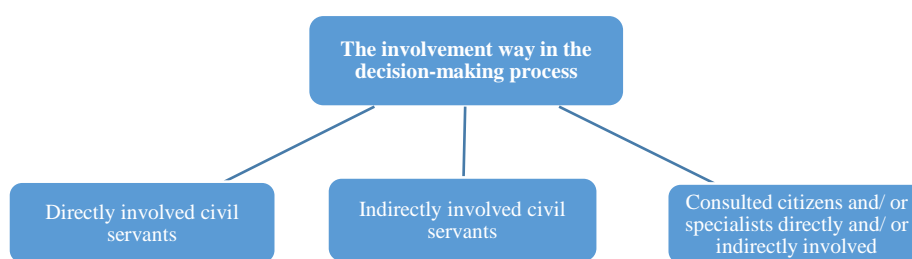 The involvement way in the
decision-making process
Directly involved civil
servants
Indirectly involved civil
servants
Consulted citizens and/ or
specialists directly and/ or
indirectly involved